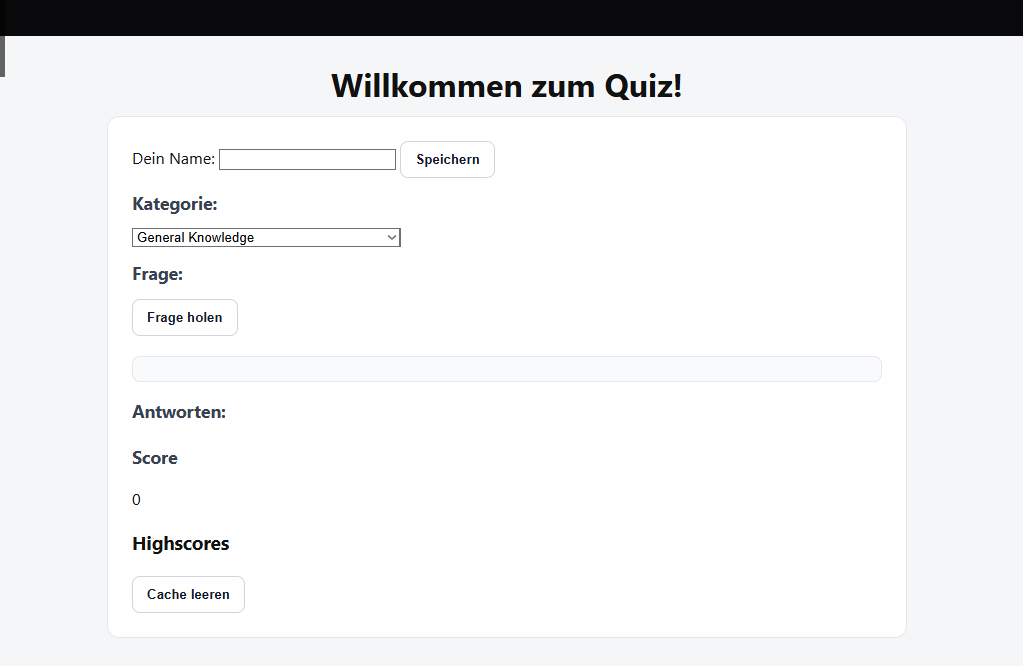 Willkommen zum Quiz!
Dein Name: Speichern
Kategorie:
General Knowledge
Frage:
Frage holen
Antworten:
Score
0
Highscores
Cache leeren